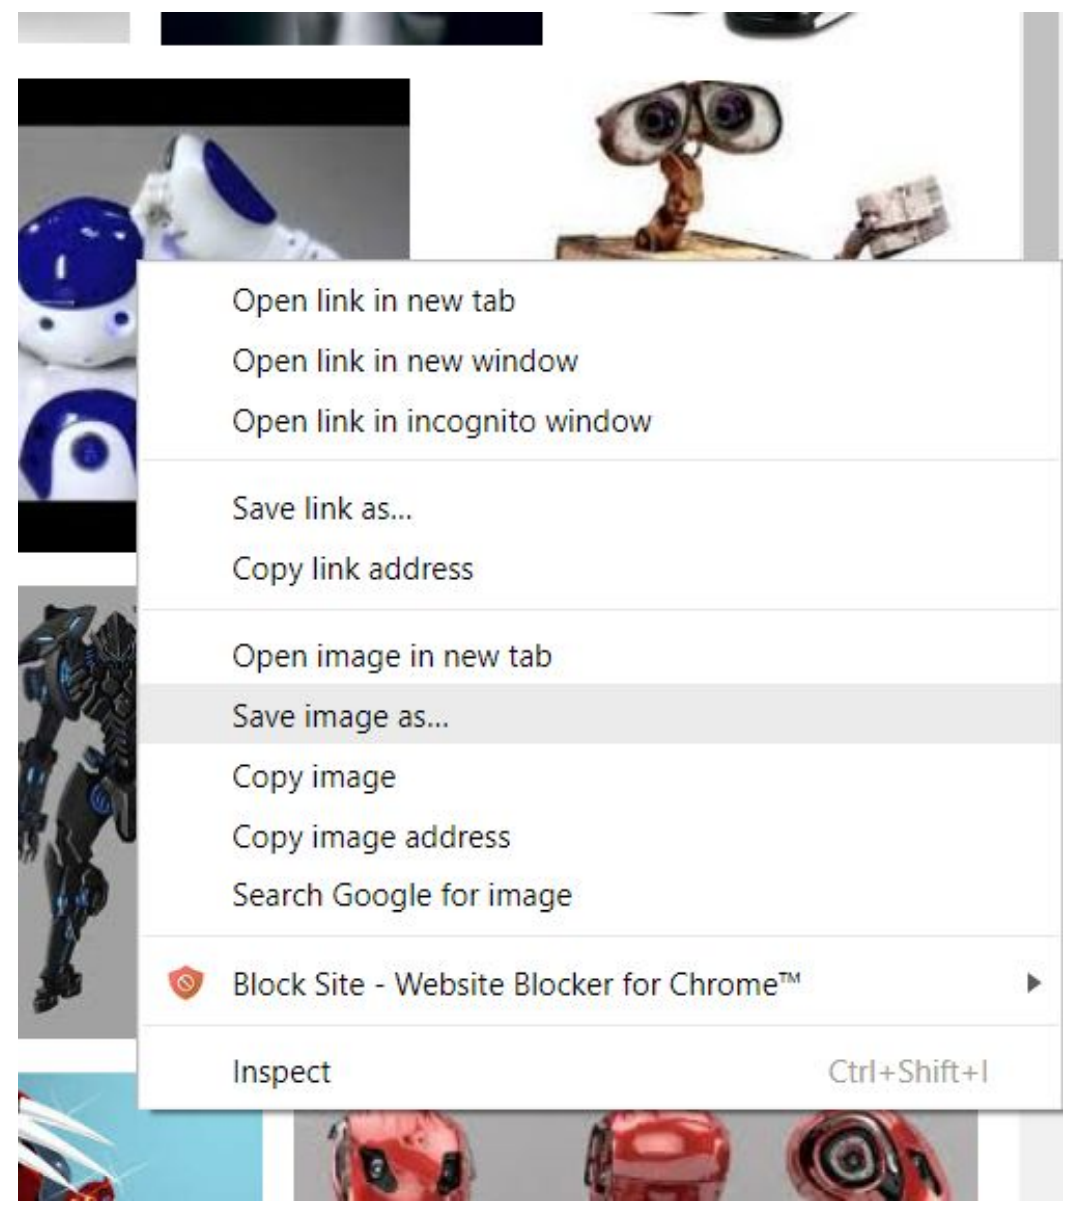 Open link in new tab
Open link in new window
Open link in incognito window
Save link as...
Copy link address
Open image in new tab
Save image as...
Copy image
Copy image address
Search Google for image
Block Site - Website Blocker for Chrome™
Inspect Ctrl+Shift+I